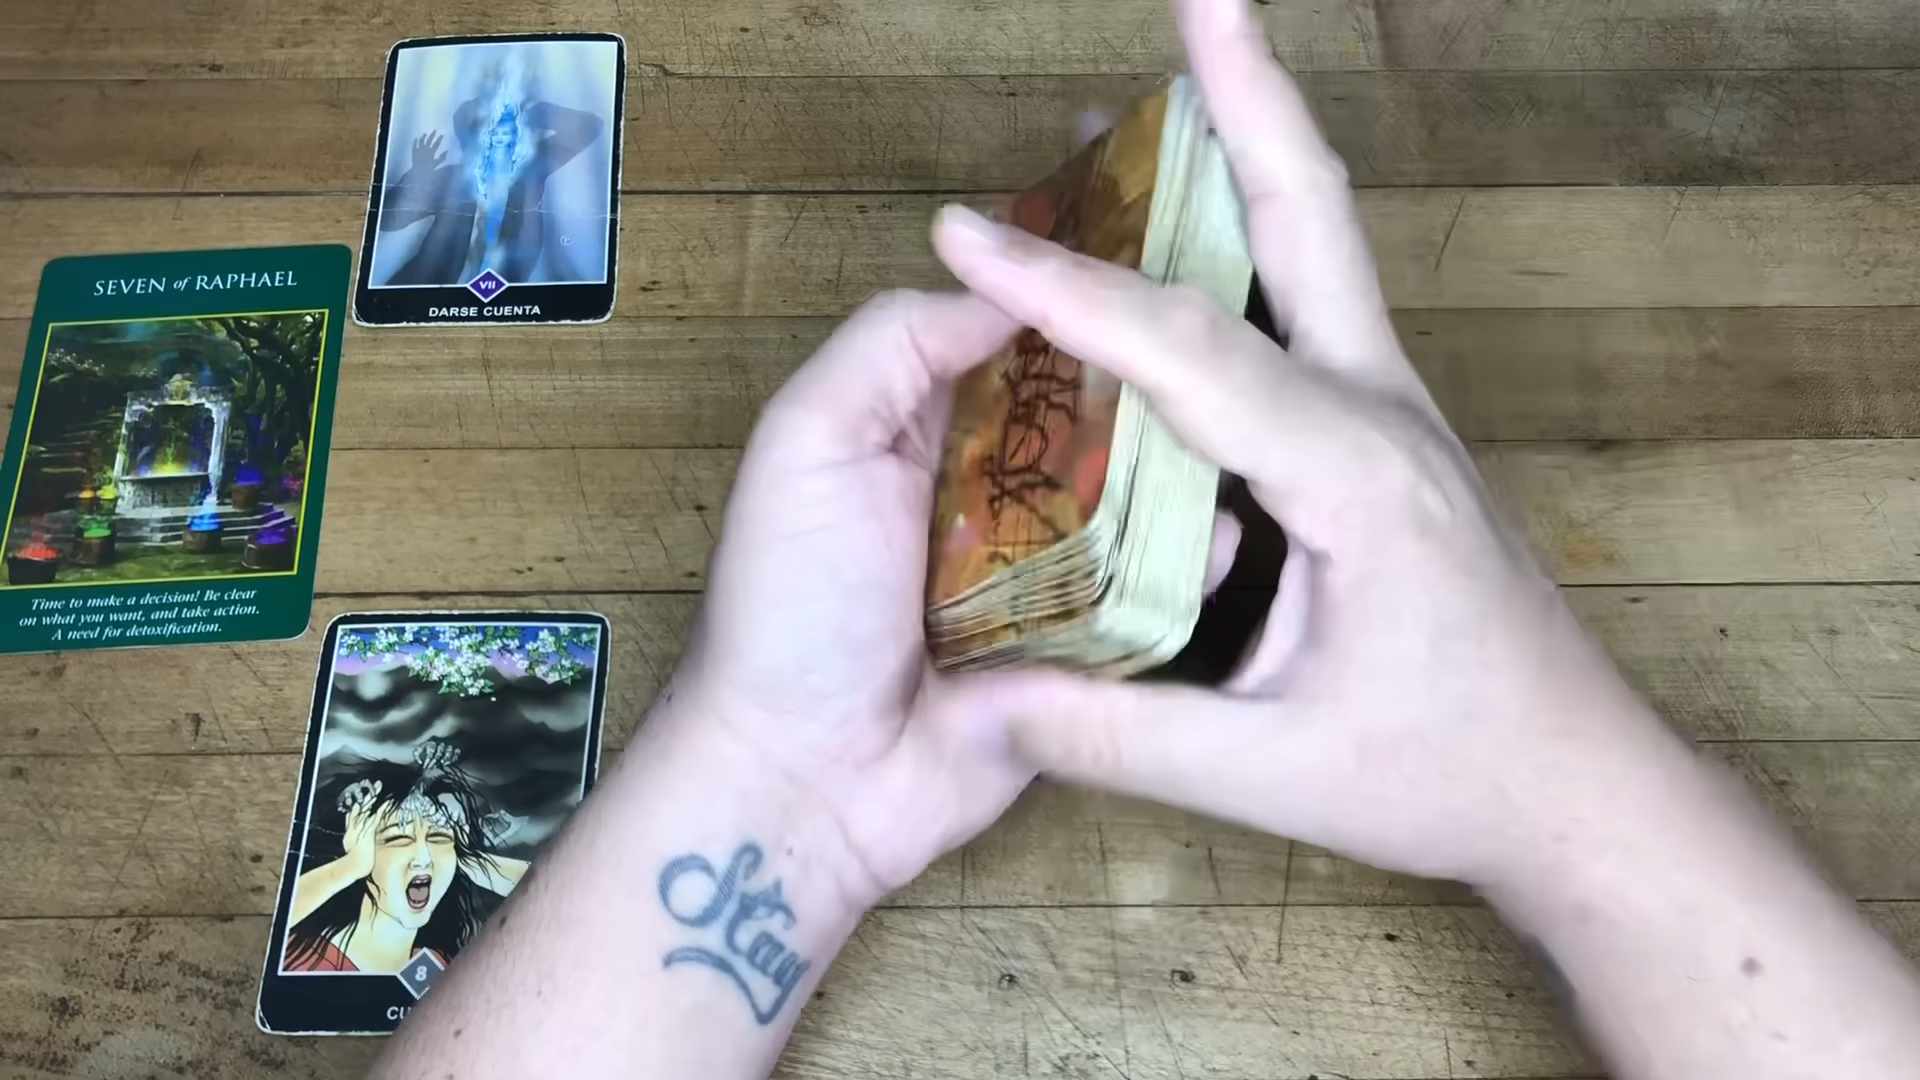 VII
DARSE CUENTA
SEVEN of RAPHAEL
Time to make a decision! Be clear
on what you want, and take action.
A need for detoxification.
8
Stay